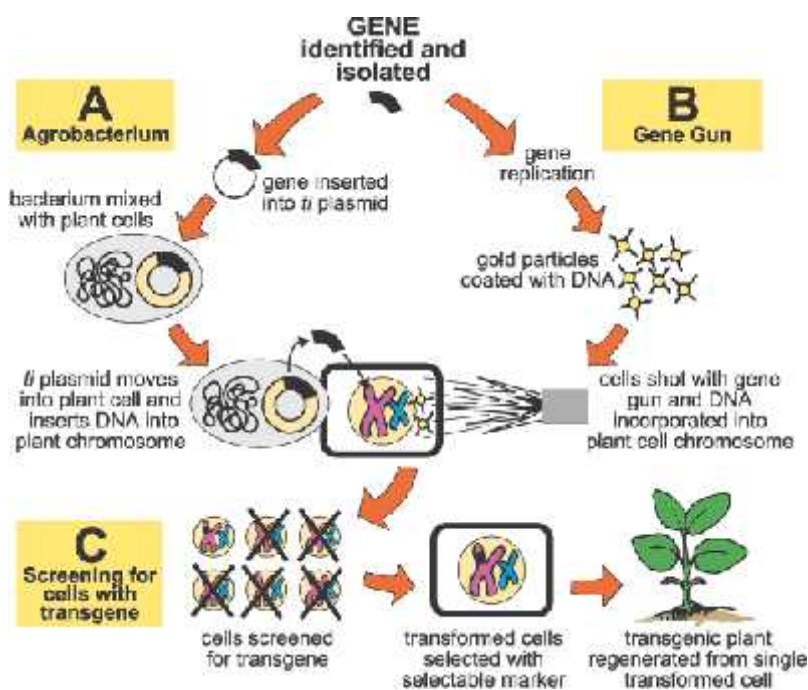 GENE
identified and
isolated
A
Agrobacterium
B
Gene Gun
gene inserted
into ti plasmid
gene
replication
bacterium mixed
with plant cells
gold particles
coated with DNA
ti plasmid moves
into plant cell and
inserts DNA into
plant chromosome
cells shot with gene
gun and DNA
incorporated into
plant cell chromosome
C
Screening for
cells with
transgene
cells screened
for transgene
transformed cells
selected with
selectable marker
transgenic plant
regenerated from single
transformed cell